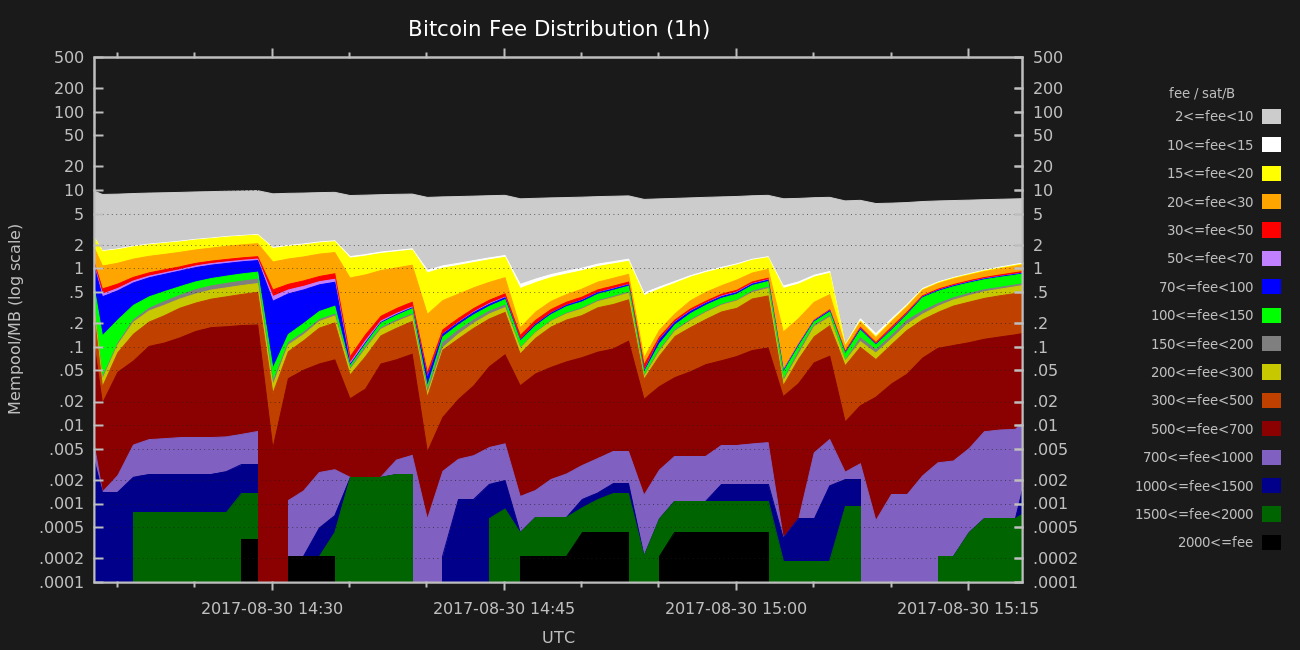 Bitcoin Fee Distribution (1h)
Mempool/MB (log scale)
500
200
100
50
20
10
5
2
1
.5
.2
.1
.05
.02
.01
.005
.002
.001
.0005
.0002
.0001
500
200
100
50
20
10
5
2
1
.5
.2
.1
.05
.02
.01
.005
.002
.001
.0005
.0002
.0001
2017-08-30 14:30
2017-08-30 14:45
2017-08-30 15:00
2017-08-30 15:15
UTC
fee / sat/B
2<=fee<10
10<=fee<15
15<=fee<20
20<=fee<30
30<=fee<50
50<=fee<70
70<=fee<100
100<=fee<150
150<=fee<200
200<=fee<300
300<=fee<500
500<=fee<700
700<=fee<1000
1000<=fee<1500
1500<=fee<2000
2000<=fee